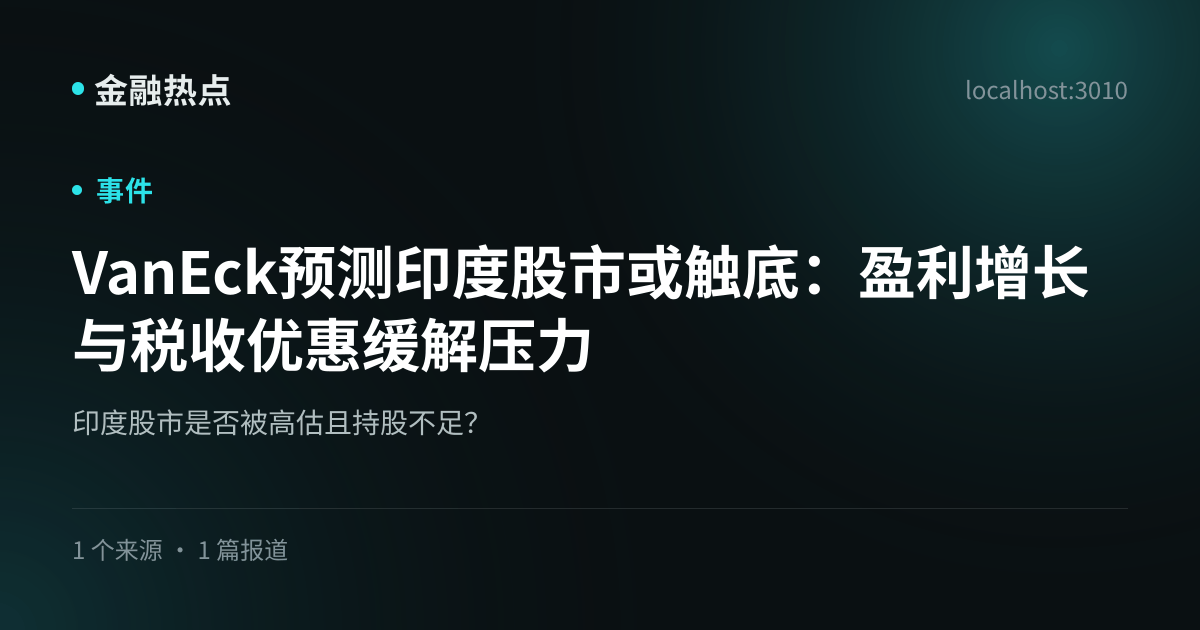 金融热点
localhost:3010
事件
VanEck预测印度股市或触底：盈利增长
与税收优惠缓解压力
印度股市是否被高估且持股不足？
1 个来源 · 1 篇报道